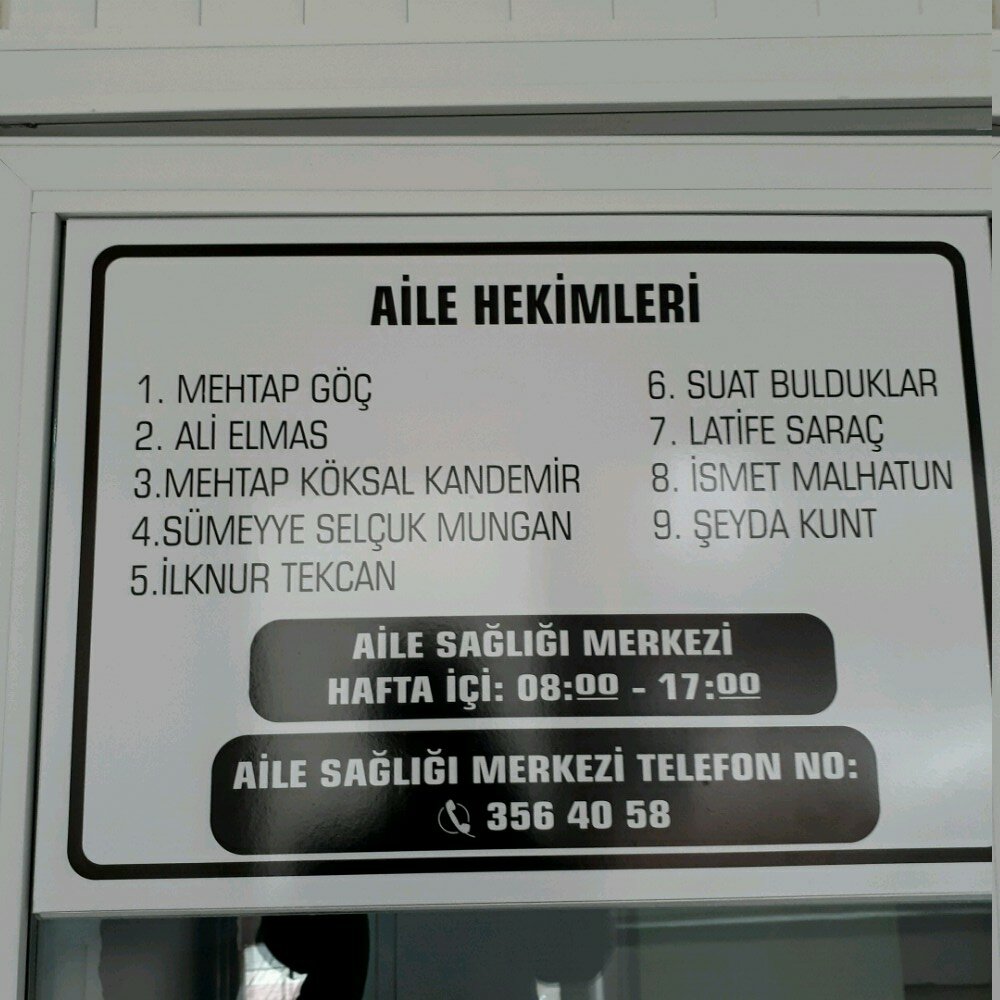 AİLE HEKİMLERİ
1. MEHTAP GÖÇ
2. ALİ ELMAS
3.MEHTAP KÖKSAL KANDEMİR
4.SÜMEYYE SELÇUK MUNGAN
5.İLKNUR TEKCAN
6. SUAT BULDUKLAR
7. LATİFE SARAÇ
8. İSMET MALHATUN
9. ŞEYDA KUNT
AİLE SAĞLIĞI MERKEZİ
HAFTA İÇİ: 08:00 - 17:00
AİLE SAĞLIĞI MERKEZİ TELEFON NO:
356 40 58